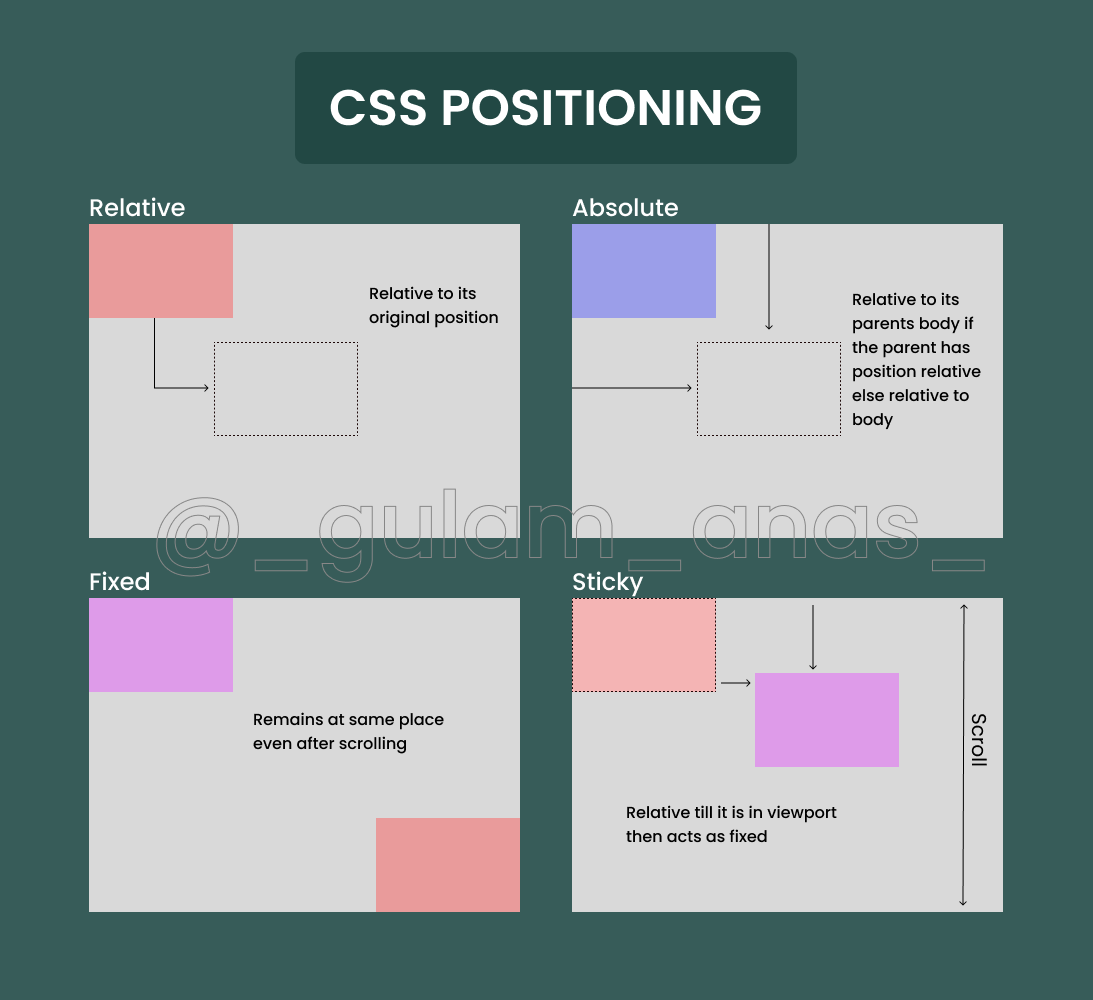 CSS POSITIONING
Relative
Relative to its
original position
Absolute
Relative to its
parents body if
the parent has
position relative
else relative to
body
@_gulam_anas_
Fixed
Remains at same place
even after scrolling
Sticky
Scroll
Relative till it is in viewport
then acts as fixed